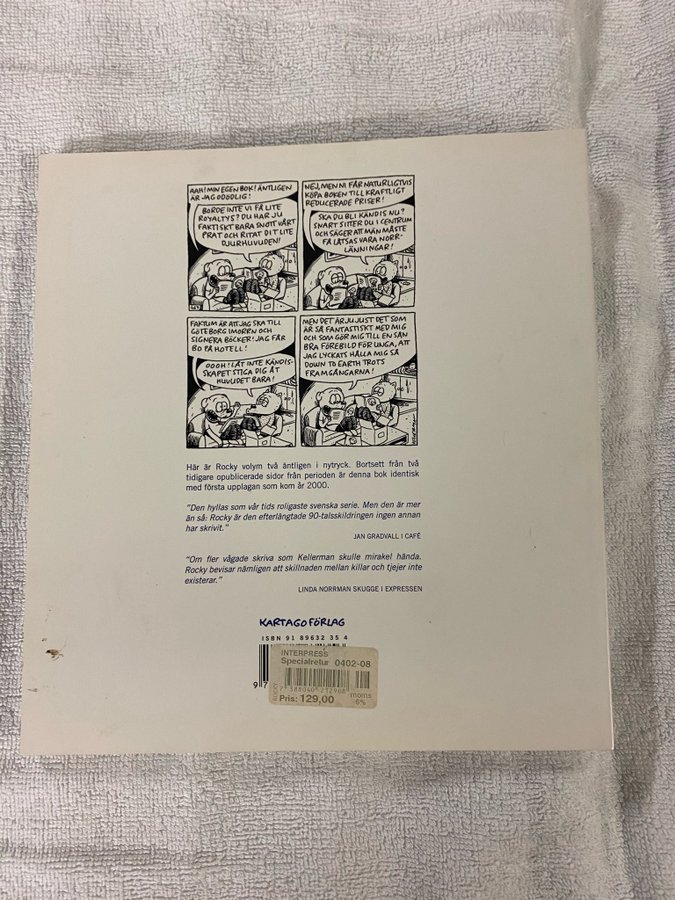 AAH! MIN EGEN BOK! ÄNTLIGEN
ÄR JAG ODÖDLIG!
BORDE INTE VI FÅ LITE
ROYALTYS? DU HAR JU
FAKTISKT BARA SNOTT VÅRT
PRAT OCH RITAT DIT LITE
DJURHUVUDEN!
NEJ, MEN NI FÅR NATURLIGTVIS
KÖPA BOKEN TILL KRAFTIGT
REDUCERADE PRISER!
SKA DU BLI KÄNDIS NU?
SNART SITTER DU I CENTRUM
OCH SÄGER ATT MAN MÅSTE
FÅ LÅTSAS VARA NORR-
LÄNNINGAR!
FAKTUM ÄR ATT JAG SKA TILL
GÖTEBORG IMORRN OCH
SIGNERA BÖCKER! JAG FÅR
BO PÅ HOTELL!
OOOH! LÅT INTE KÄNDIS-
SKAPET STIGA DIG ÅT
HUVUDET BARA!
MEN DET ÄR JU JUST DET SOM
ÄR SÅ FANTASTISKT MED MIG
OCH SOM GÖR MIG TILL EN SÅN
BRA FÖREBILD FÖR UNGA, ATT
JAG LYCKATS HÅLLA MIG SÅ
DOWN TO EARTH TROTS
FRAMGÅNGARNA!
Här är Rocky volym två äntligen i nytryck. Bortsett från två
tidigare opublicerade sidor från perioden är denna bok identisk
med första upplagan som kom år 2000.
"Den hyllas som vår tids roligaste svenska serie. Men den är mer
än så: Rocky är den efterlängtade 90-talsskildringen ingen annan
har skrivit."
JAN GRADVALL I CAFÉ
"Om fler vågade skriva som Kellerman skulle mirakel hända.
Rocky bevisar nämligen att skillnaden mellan killar och tjejer inte
existerar."
LINDA NORRMAN SKUGGE I EXPRESSEN
KARTAGO FÖRLAG
ISBN 91 89632 35 4
INTERPRESS
Specialretur 0402-08
ROCKY
9
7 388040 212908
moms
6%
Pris: 129,00